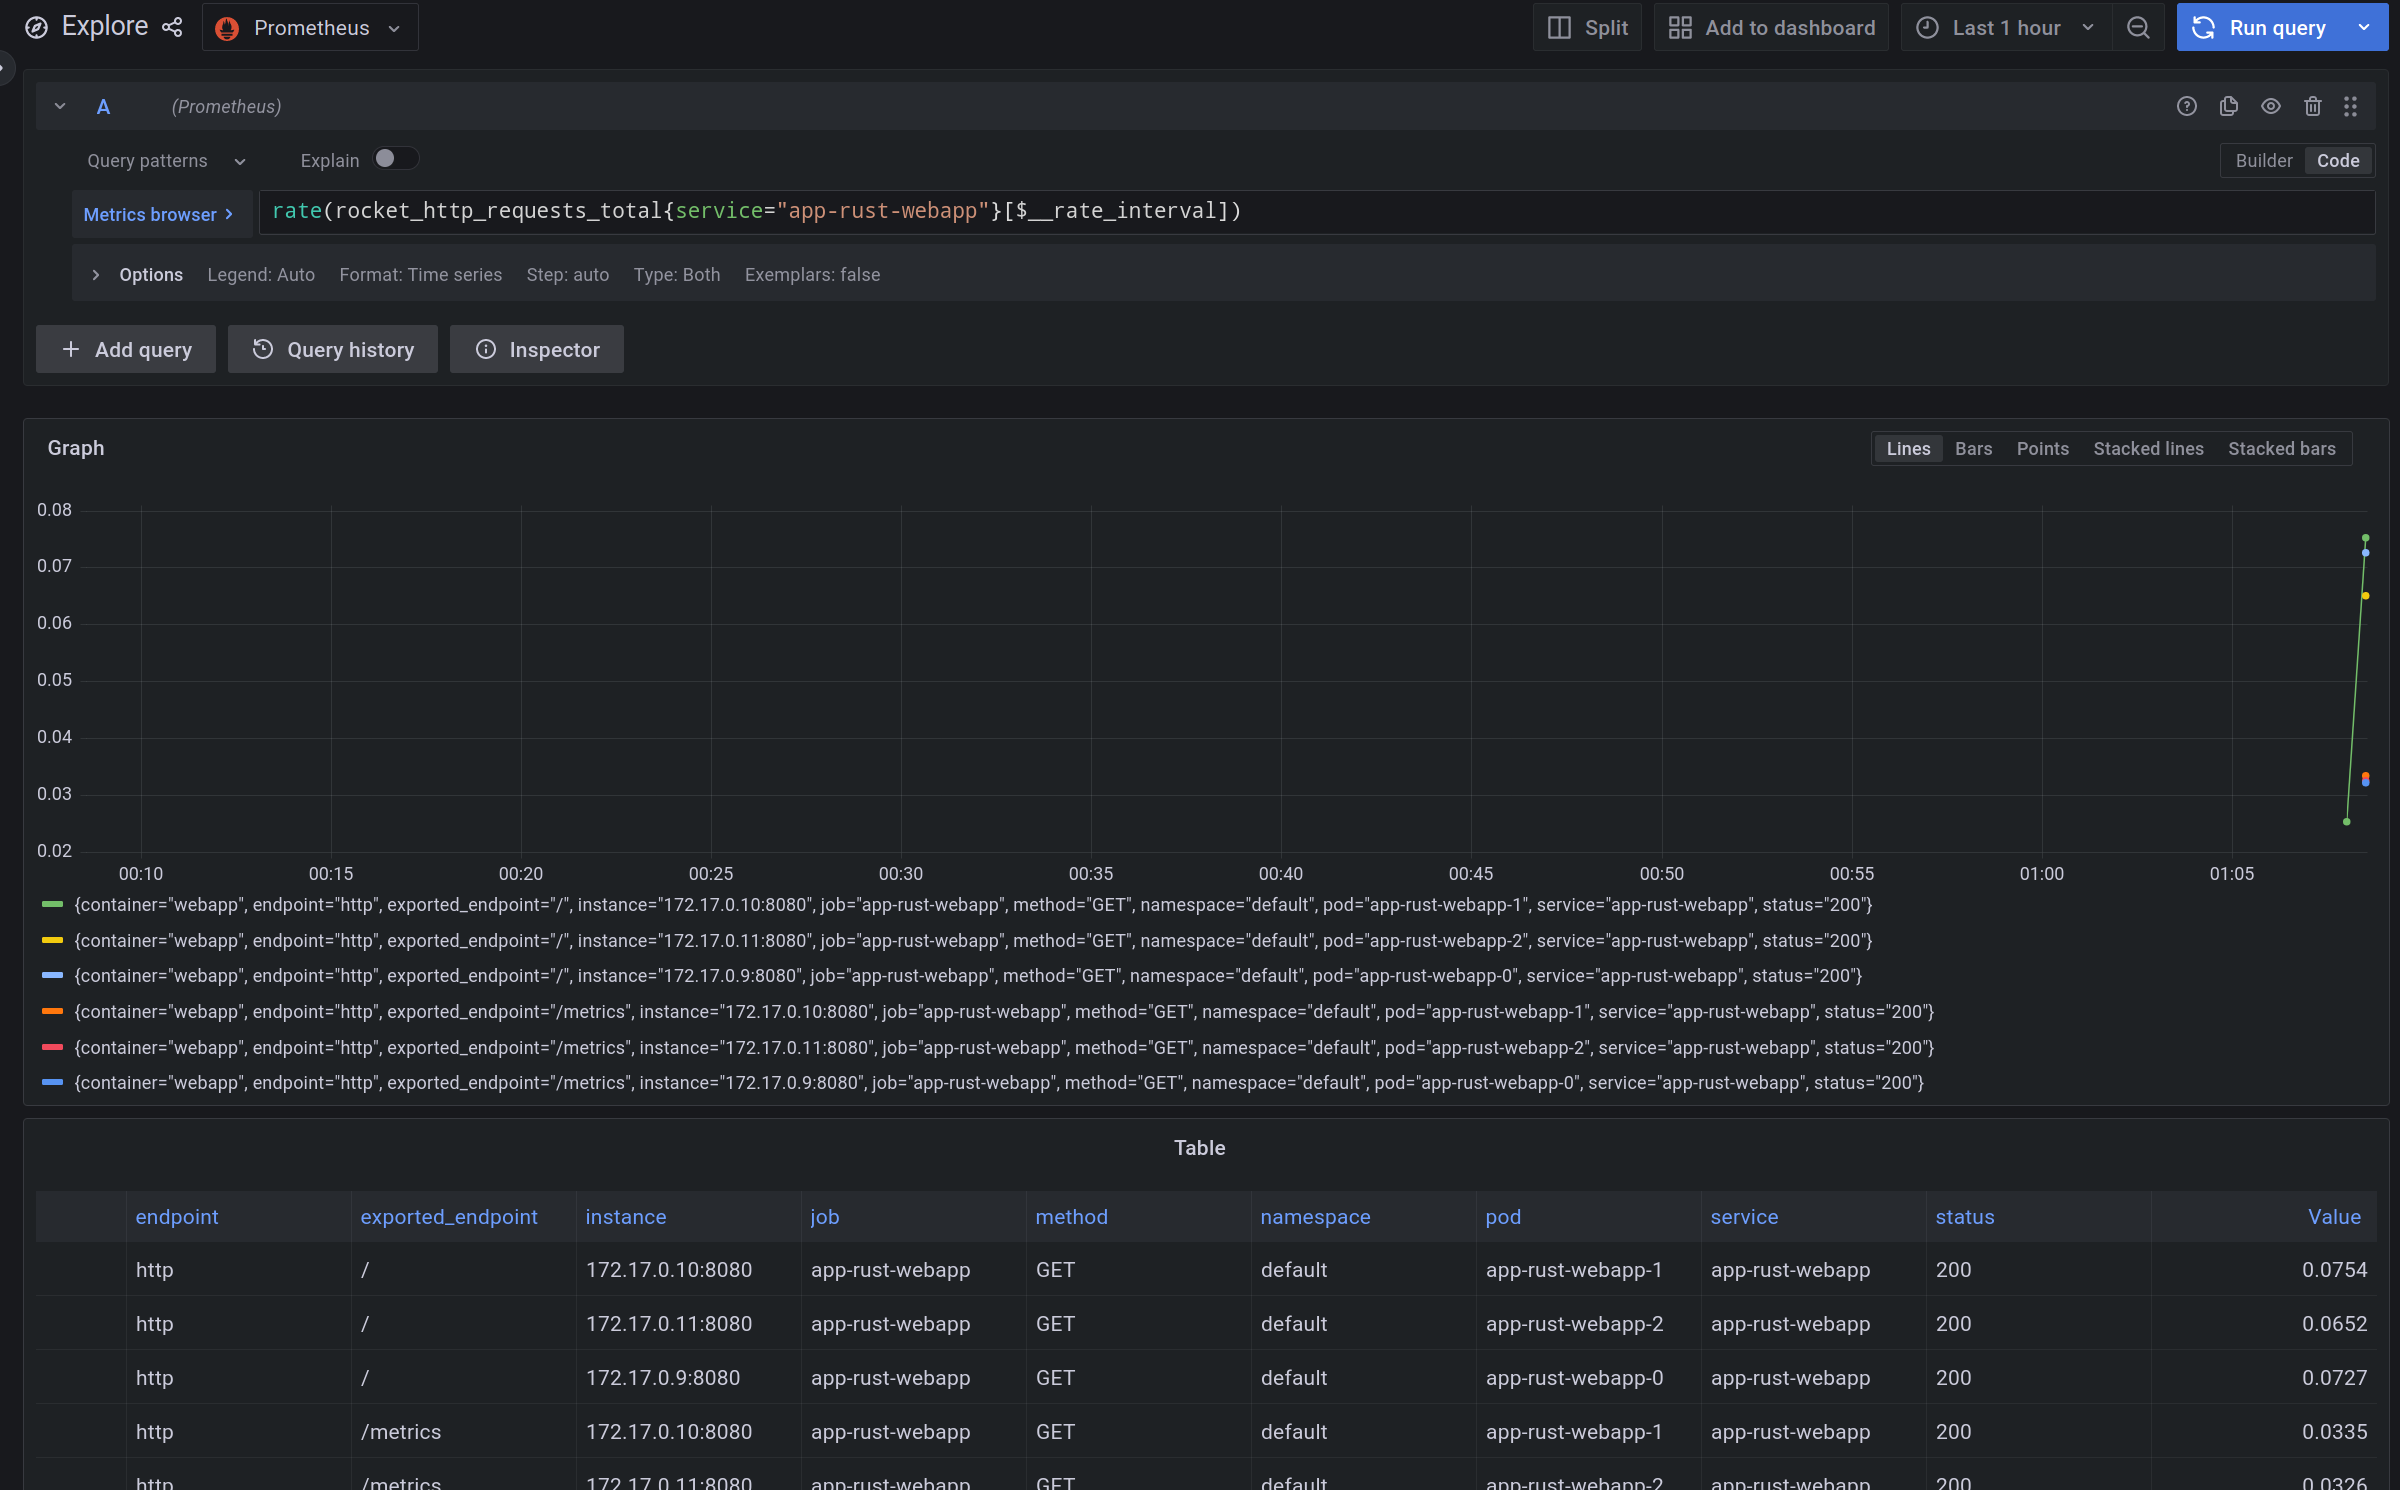 Explore Prometheus Split Add to dashboard Last 1 hour Run query
A (Prometheus)
Query patterns Explain Builder Code
Metrics browser rate(rocket_http_requests_total{service="app-rust-webapp"}[$__rate_interval])
Options Legend: Auto Format: Time series Step: auto Type: Both Exemplars: false
Add query Query history Inspector
Graph Lines Bars Points Stacked lines Stacked bars
0.08
0.07
0.06
0.05
0.04
0.03
0.02
00:10 00:15 00:20 00:25 00:30 00:35 00:40 00:45 00:50 00:55 01:00 01:05
{container="webapp", endpoint="http", exported_endpoint="/", instance="172.17.0.10:8080", job="app-rust-webapp", method="GET", namespace="default", pod="app-rust-webapp-1", service="app-rust-webapp", status="200"}
{container="webapp", endpoint="http", exported_endpoint="/", instance="172.17.0.11:8080", job="app-rust-webapp", method="GET", namespace="default", pod="app-rust-webapp-2", service="app-rust-webapp", status="200"}
{container="webapp", endpoint="http", exported_endpoint="/", instance="172.17.0.9:8080", job="app-rust-webapp", method="GET", namespace="default", pod="app-rust-webapp-0", service="app-rust-webapp", status="200"}
{container="webapp", endpoint="http", exported_endpoint="/metrics", instance="172.17.0.10:8080", job="app-rust-webapp", method="GET", namespace="default", pod="app-rust-webapp-1", service="app-rust-webapp", status="200"}
{container="webapp", endpoint="http", exported_endpoint="/metrics", instance="172.17.0.11:8080", job="app-rust-webapp", method="GET", namespace="default", pod="app-rust-webapp-2", service="app-rust-webapp", status="200"}
{container="webapp", endpoint="http", exported_endpoint="/metrics", instance="172.17.0.9:8080", job="app-rust-webapp", method="GET", namespace="default", pod="app-rust-webapp-0", service="app-rust-webapp", status="200"}
Table
endpoint exported_endpoint instance job method namespace pod service status Value
http / 172.17.0.10:8080 app-rust-webapp GET default app-rust-webapp-1 app-rust-webapp 200 0.0754
http / 172.17.0.11:8080 app-rust-webapp GET default app-rust-webapp-2 app-rust-webapp 200 0.0652
http / 172.17.0.9:8080 app-rust-webapp GET default app-rust-webapp-0 app-rust-webapp 200 0.0727
http /metrics 172.17.0.10:8080 app-rust-webapp GET default app-rust-webapp-1 app-rust-webapp 200 0.0335
http /metrics 172.17.0.11:8080 app-rust-webapp GET default app-rust-webapp-2 app-rust-webapp 200 0.0326